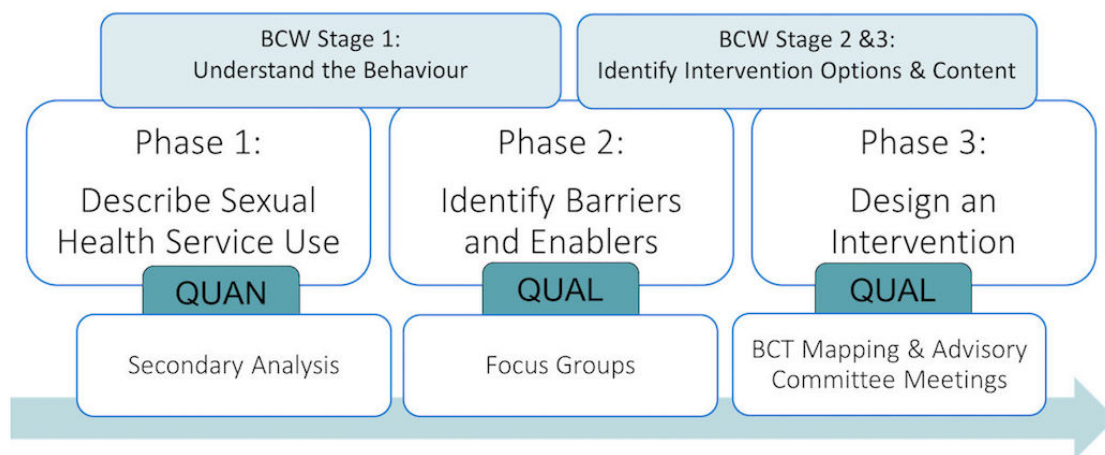 BCW Stage 1:
Understand the Behaviour
BCW Stage 2 &3:
Identify Intervention Options & Content
Phase 1:
Describe Sexual
Health Service Use
QUAN
Secondary Analysis
Phase 2:
Identify Barriers
and Enablers
QUAL
Focus Groups
Phase 3:
Design an
Intervention
QUAL
BCT Mapping & Advisory
Committee Meetings